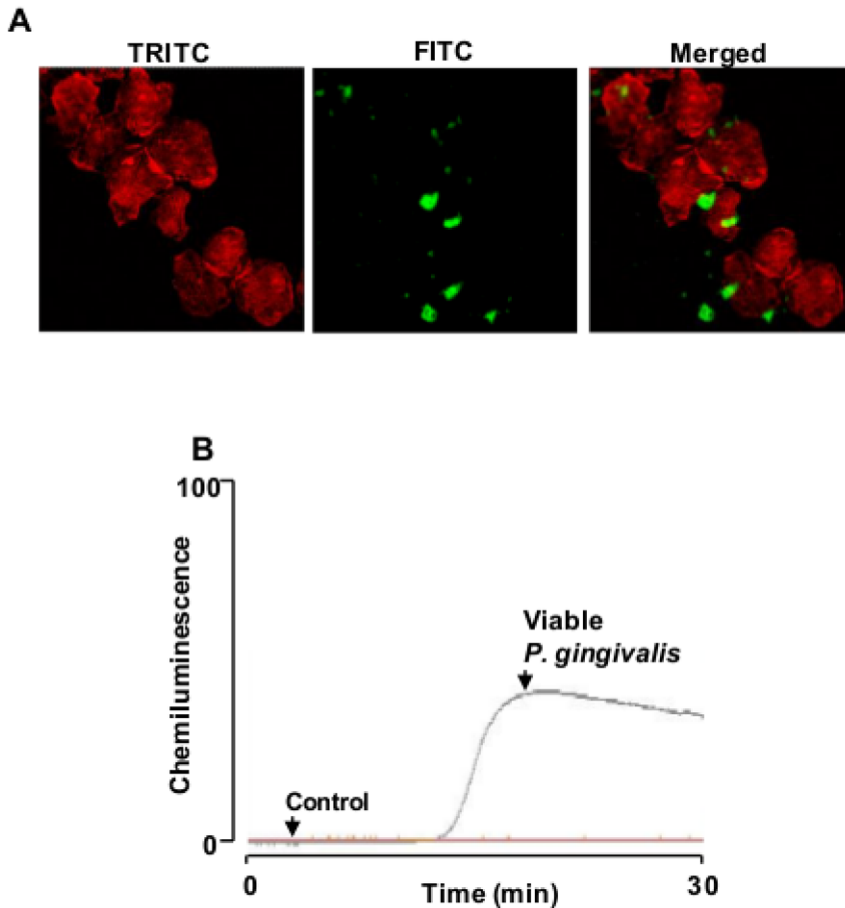 A
TRITC FITC Merged
B
100
Chemiluminescence
Viable
P. gingivalis
Control
0
0 30
Time (min)